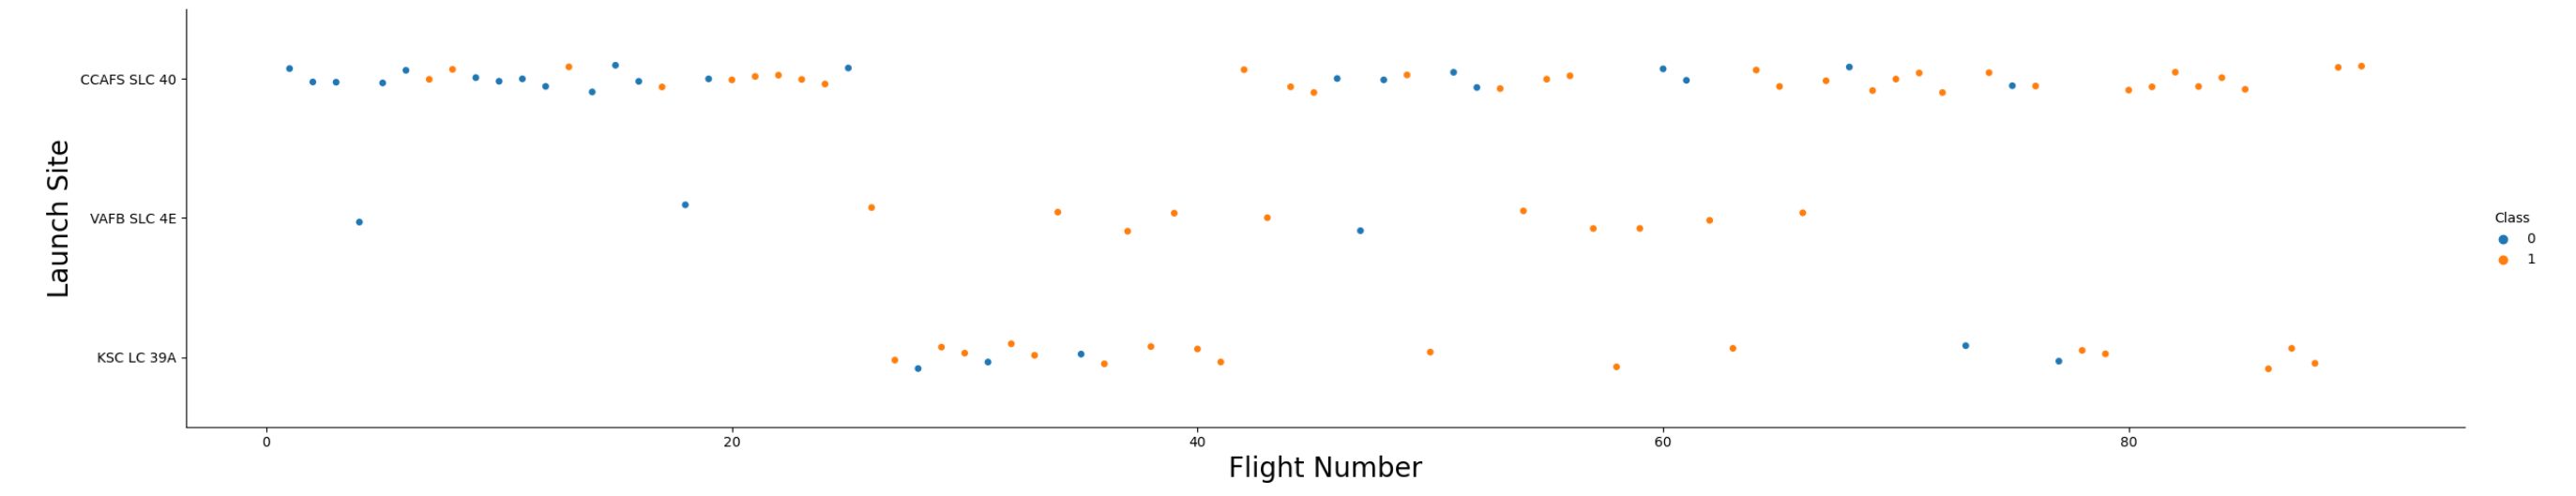 CCAFS SLC 40
VAFB SLC 4E
KSC LC 39A
Launch Site
0 20 40 60 80
Flight Number
Class
0
1